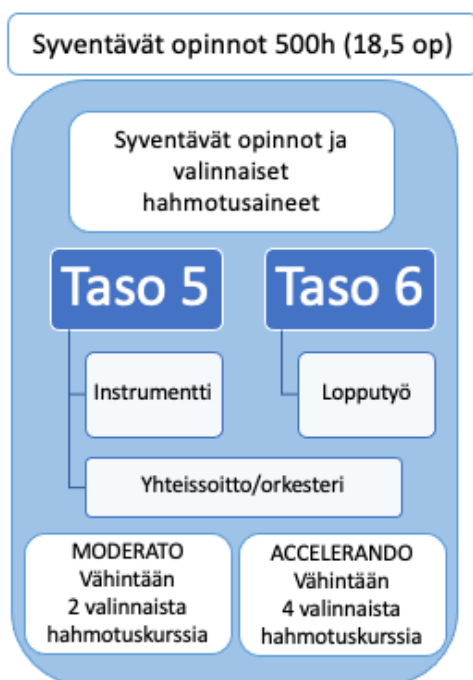 Syventävät opinnot 500h (18,5 op)
Syventävät opinnot ja
valinnaiset
hahmotusaineet
Taso 5
Taso 6
Instrumentti
Lopputyö
Yhteissoitto/orkesteri
MODERATO
Vähintään
2 valinnaista
hahmotuskurssia
ACCELERANDO
Vähintään
4 valinnaista
hahmotuskurssia